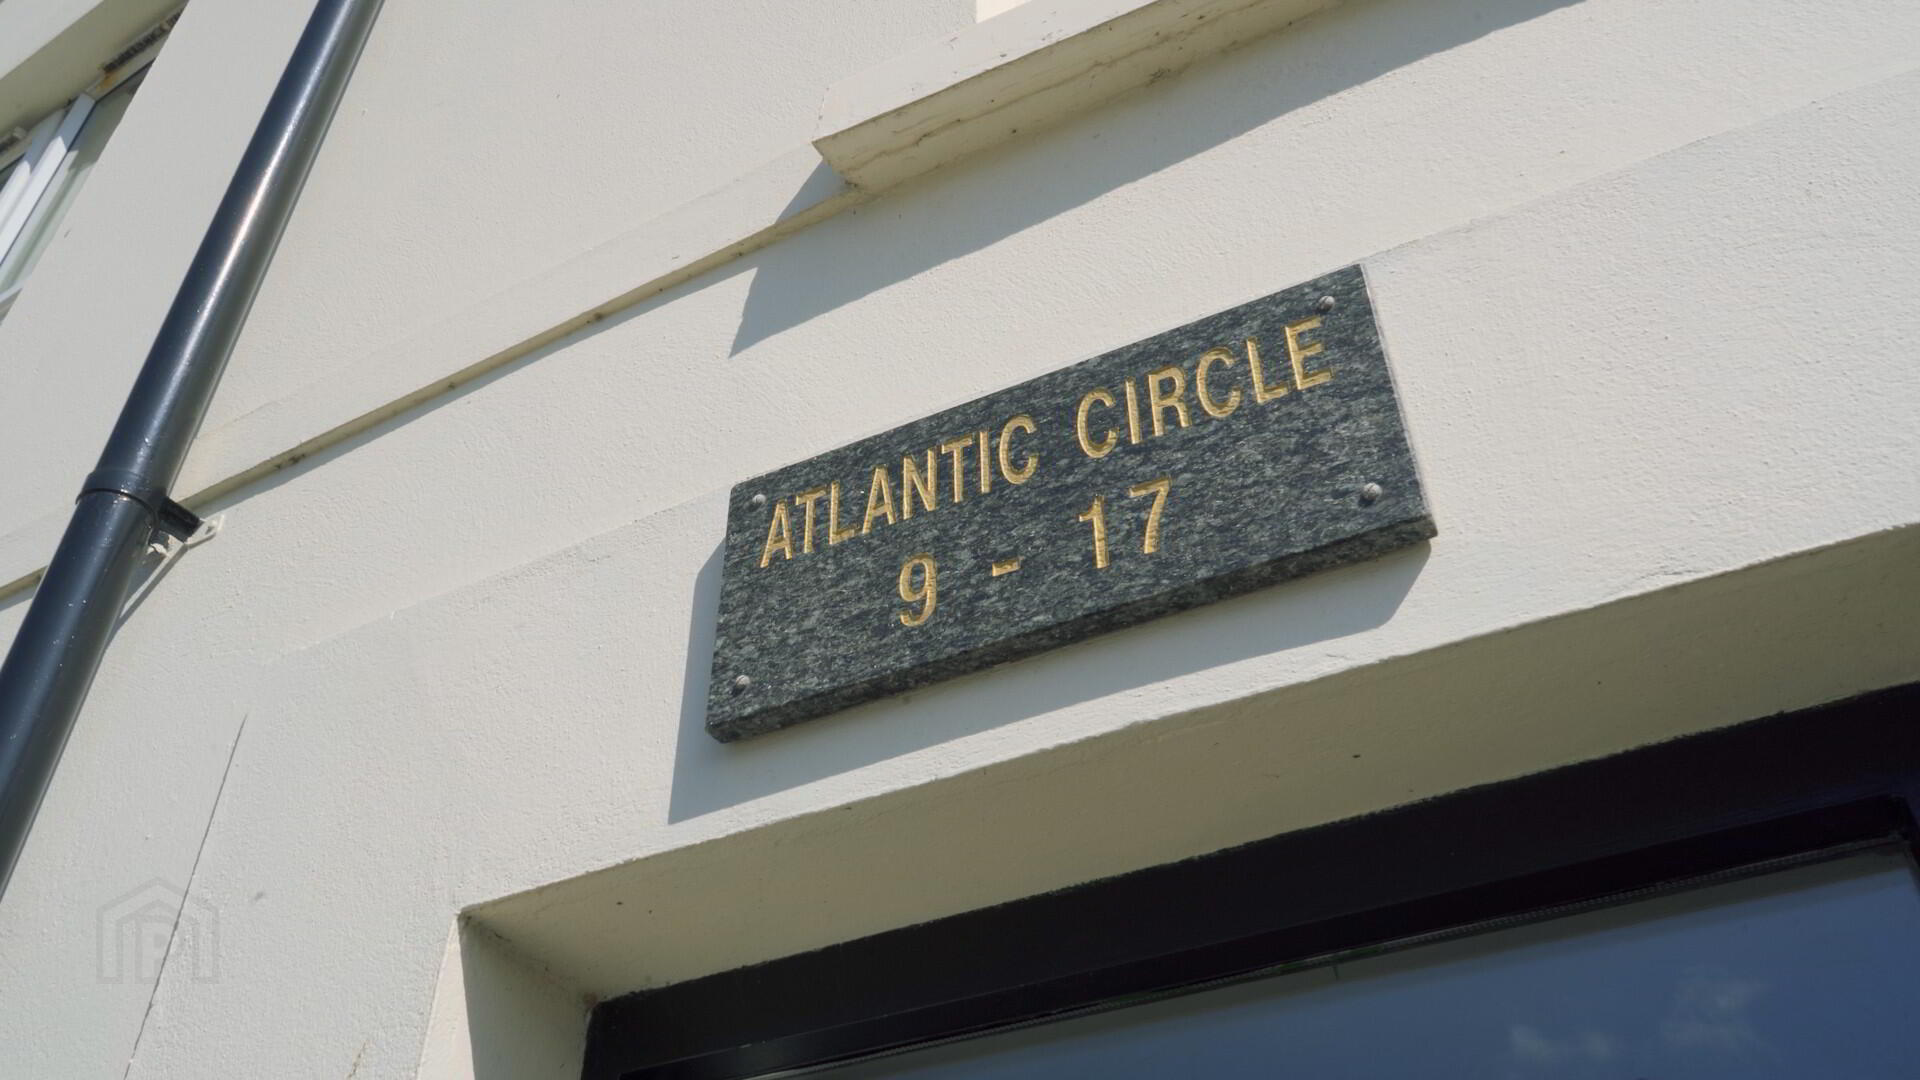 ATLANTIC CIRCLE
9 - 17